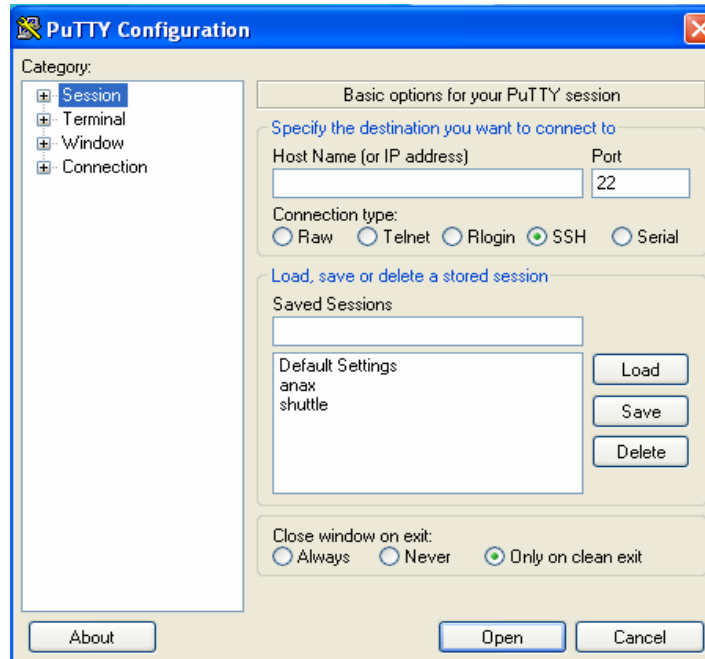 PuTTY Configuration
Category:
Session
Terminal
Window
Connection
Basic options for your PuTTY session
Specify the destination you want to connect to
Host Name (or IP address) Port
22
Connection type:
Raw Telnet Rlogin SSH Serial
Load, save or delete a stored session
Saved Sessions
Default Settings
anax
shuttle
Load
Save
Delete
Close window on exit:
Always Never Only on clean exit
About Open Cancel